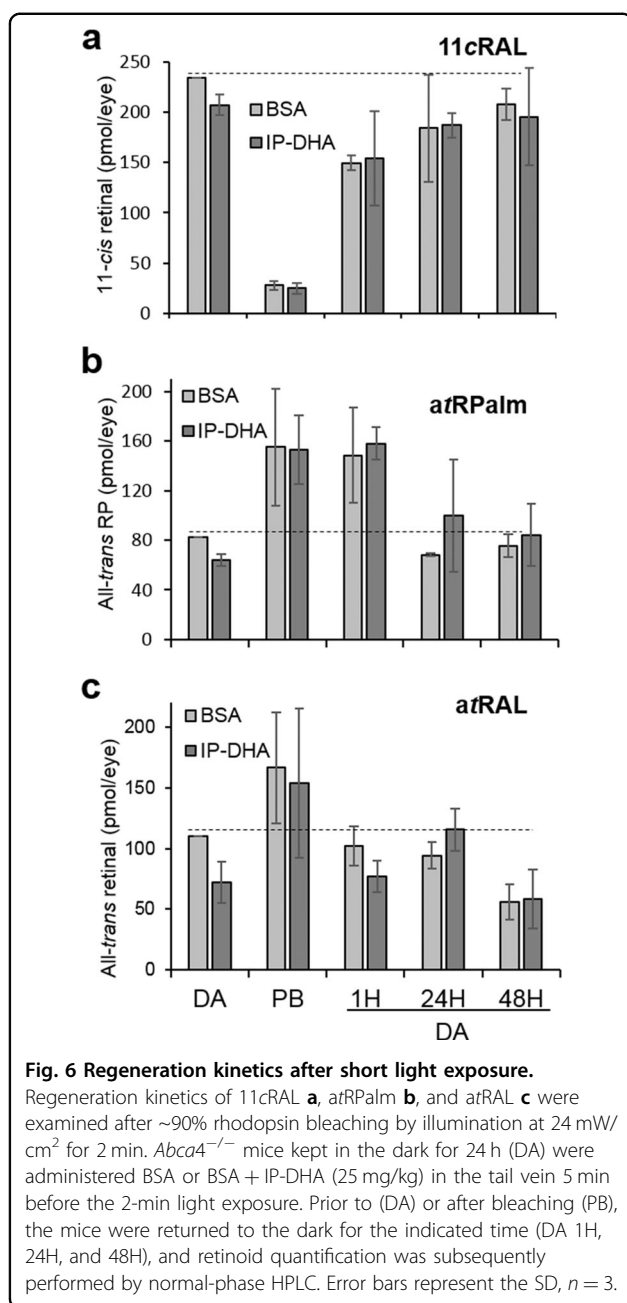 a
11cRAL
250
200
150
100
50
0
11-cis retinal (pmol/eye)
BSA
IP-DHA
b
atRPalm
200
160
120
80
40
0
All-trans RP (pmol/eye)
BSA
IP-DHA
c
atRAL
200
150
100
50
0
All-trans retinal (pmol/eye)
BSA
IP-DHA
DA PB 1H 24H 48H
DA
Fig. 6 Regeneration kinetics after short light exposure.
Regeneration kinetics of 11cRAL a, atRPalm b, and atRAL c were
examined after ~90% rhodopsin bleaching by illumination at 24 mW/
cm² for 2 min. Abca4⁻/⁻ mice kept in the dark for 24 h (DA) were
administered BSA or BSA + IP-DHA (25 mg/kg) in the tail vein 5 min
before the 2-min light exposure. Prior to (DA) or after bleaching (PB),
the mice were returned to the dark for the indicated time (DA 1H,
24H, and 48H), and retinoid quantification was subsequently
performed by normal-phase HPLC. Error bars represent the SD, n = 3.